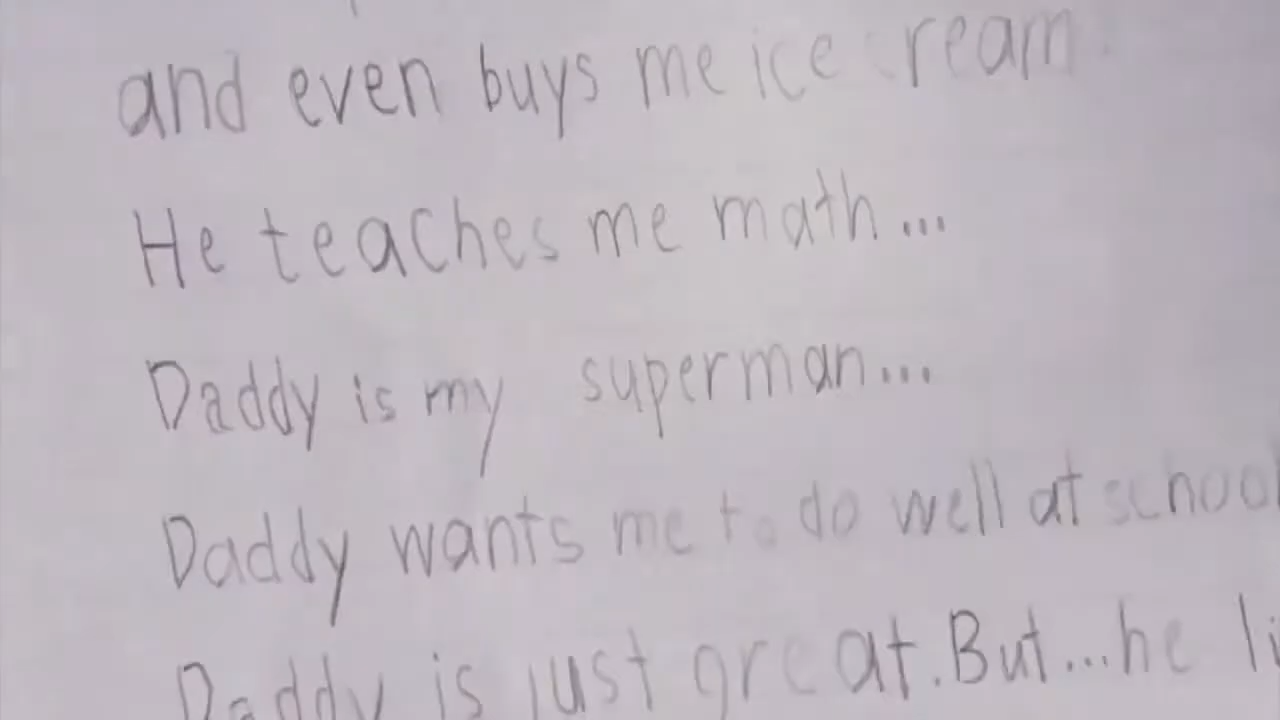 and even buys me ice cream
He teaches me math...
Daddy is my superman...
Daddy wants me to do well at school
Daddy is just great. But...he